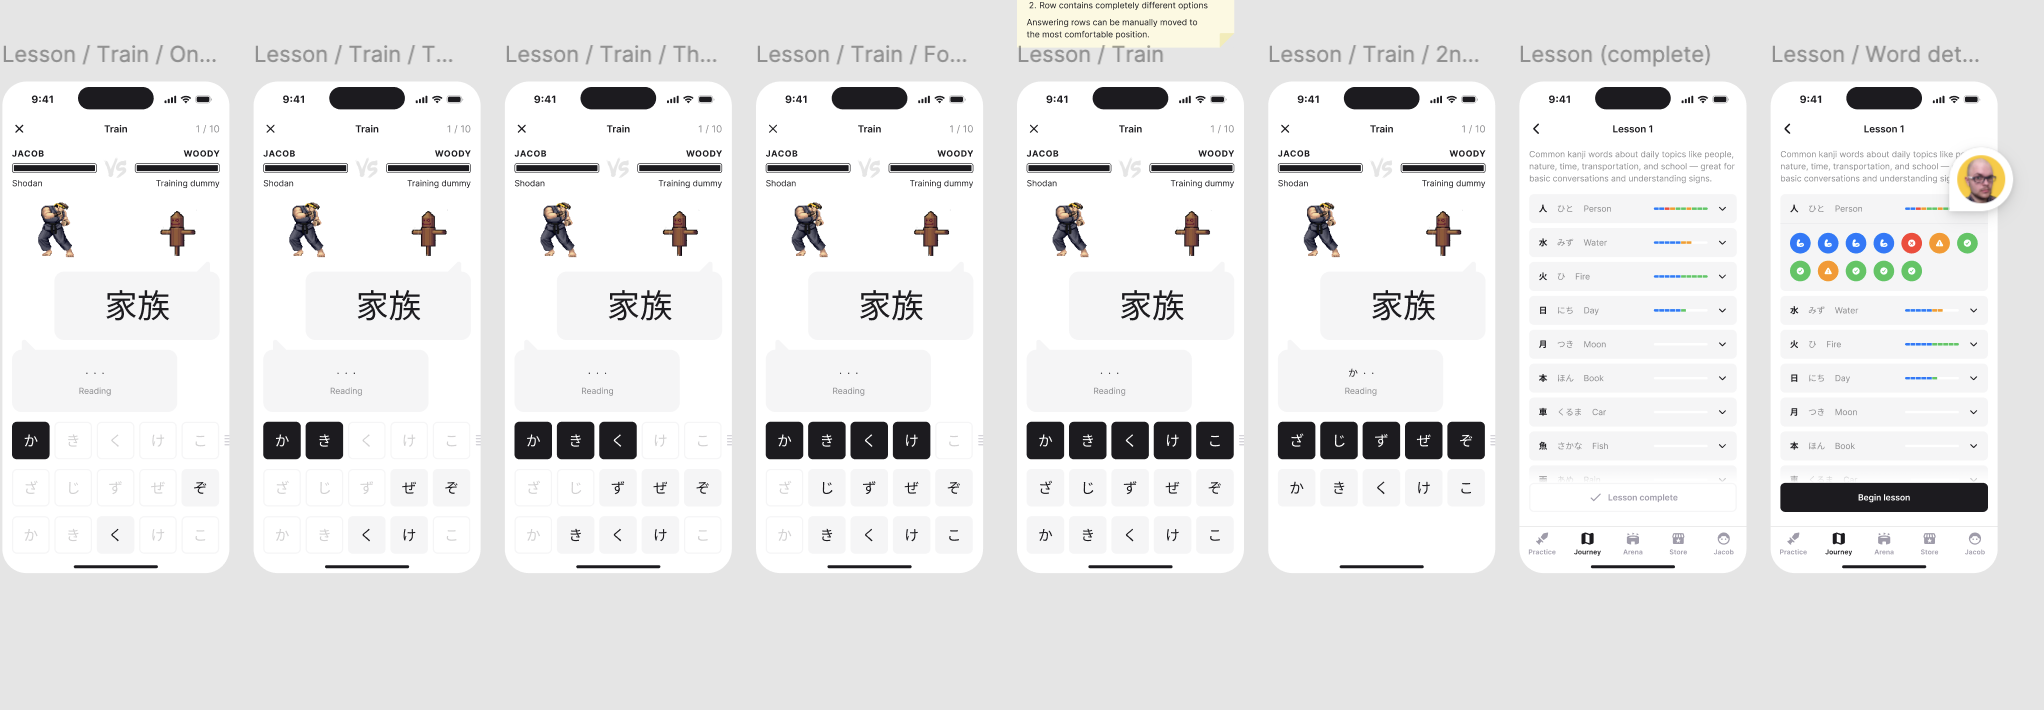 2. Row contains completely different options
Answering rows can be manually moved to
the most comfortable position.
Lesson / Train / On...
9:41
Train
1 / 10
JACOB
VS
WOODY
Shodan
Training dummy
家族
...
Reading
か き く け こ
ざ じ ず ぜ ぞ
か き く け こ
Lesson / Train / T...
9:41
Train
1 / 10
JACOB
VS
WOODY
Shodan
Training dummy
家族
...
Reading
か き く け こ
ざ じ ず ぜ ぞ
か き く け こ
Lesson / Train / Th...
9:41
Train
1 / 10
JACOB
VS
WOODY
Shodan
Training dummy
家族
...
Reading
か き く け こ
ざ じ ず ぜ ぞ
か き く け こ
Lesson / Train / Fo...
9:41
Train
1 / 10
JACOB
VS
WOODY
Shodan
Training dummy
家族
...
Reading
か き く け こ
ざ じ ず ぜ ぞ
か き く け こ
Lesson / Train
9:41
Train
1 / 10
JACOB
VS
WOODY
Shodan
Training dummy
家族
...
Reading
か き く け こ
ざ じ ず ぜ ぞ
か き く け こ
Lesson / Train / 2n...
9:41
Train
1 / 10
JACOB
VS
WOODY
Shodan
Training dummy
家族
か..
Reading
ざ じ ず ぜ ぞ
か き く け こ
Lesson (complete)
9:41
Lesson 1
Common kanji words about daily topics like people,
nature, time, transportation, and school — great for
basic conversations and understanding signs.
人 ひと Person
水 みず Water
火 ひ Fire
日 にち Day
月 つき Moon
本 ほん Book
車 くるま Car
魚 さかな Fish
Lesson complete
Practice Journey Arena Store Jacob
Lesson / Word det...
9:41
Lesson 1
Common kanji words about daily topics like
nature, time, transportation, and school —
basic conversations and understanding
人 ひと Person
水 みず Water
火 ひ Fire
日 にち Day
月 つき Moon
本 ほん Book
車 くるま Car
Begin lesson
Practice Journey Arena Store Jacob